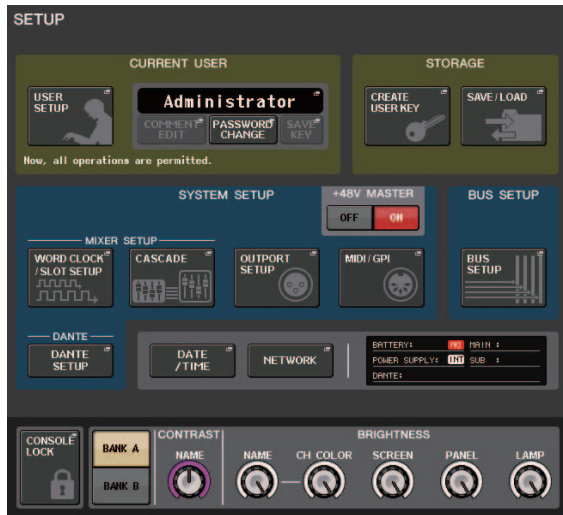 SETUP
CURRENT USER
USER
SETUP
Administrator
COMMENT
EDIT
PASSWORD
CHANGE
SAVE
KEY
Now, all operations are permitted.
STORAGE
CREATE
USER KEY
SAVE/LOAD
SYSTEM SETUP
+48V MASTER
OFF
ON
BUS SETUP
MIXER SETUP
WORD CLOCK
/SLOT SETUP
CASCADE
OUTPORT
SETUP
MIDI/GPI
BUS
SETUP
DANTE
DANTE
SETUP
DATE
/TIME
NETWORK
BATTERY: NO MAIN :
POWER SUPPLY: INT SUB :
DANTE:
CONSOLE
LOCK
BANK A
BANK B
CONTRAST
NAME
BRIGHTNESS
NAME
CH COLOR
SCREEN
PANEL
LAMP